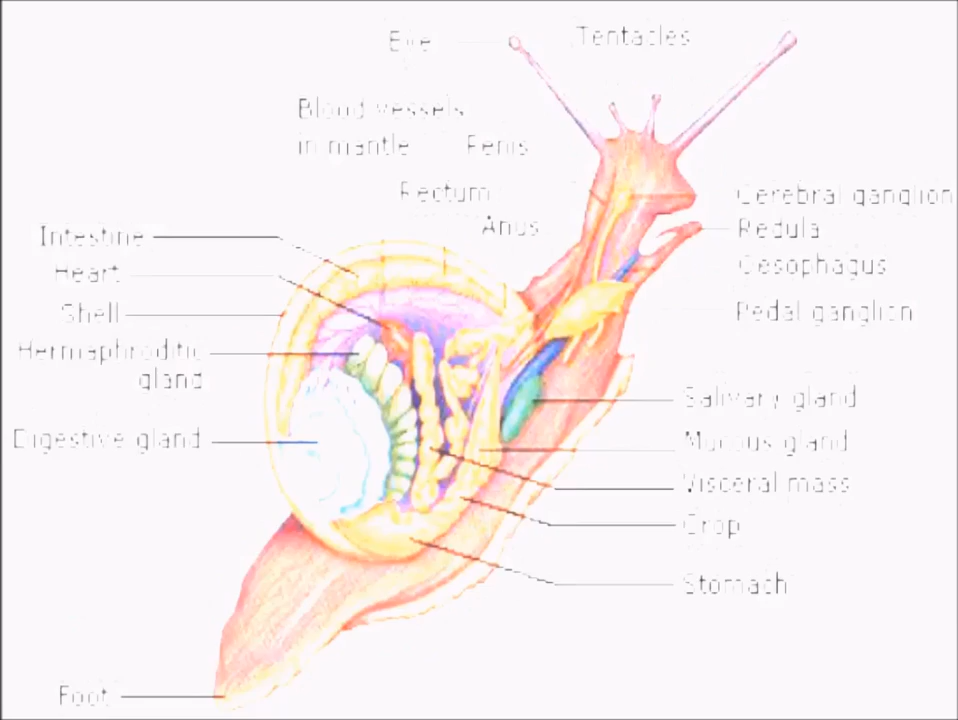 Eye
Tentacles
Blood vessels
in mantle
Penis
Rectum
Anus
Cerebral ganglion
Redula
Oesophagus
Pedal ganglion
Intestine
Heart
Shell
Hermaphroditic
gland
Digestive gland
Salivary gland
Mucous gland
Visceral mass
Crop
Stomach
Foot